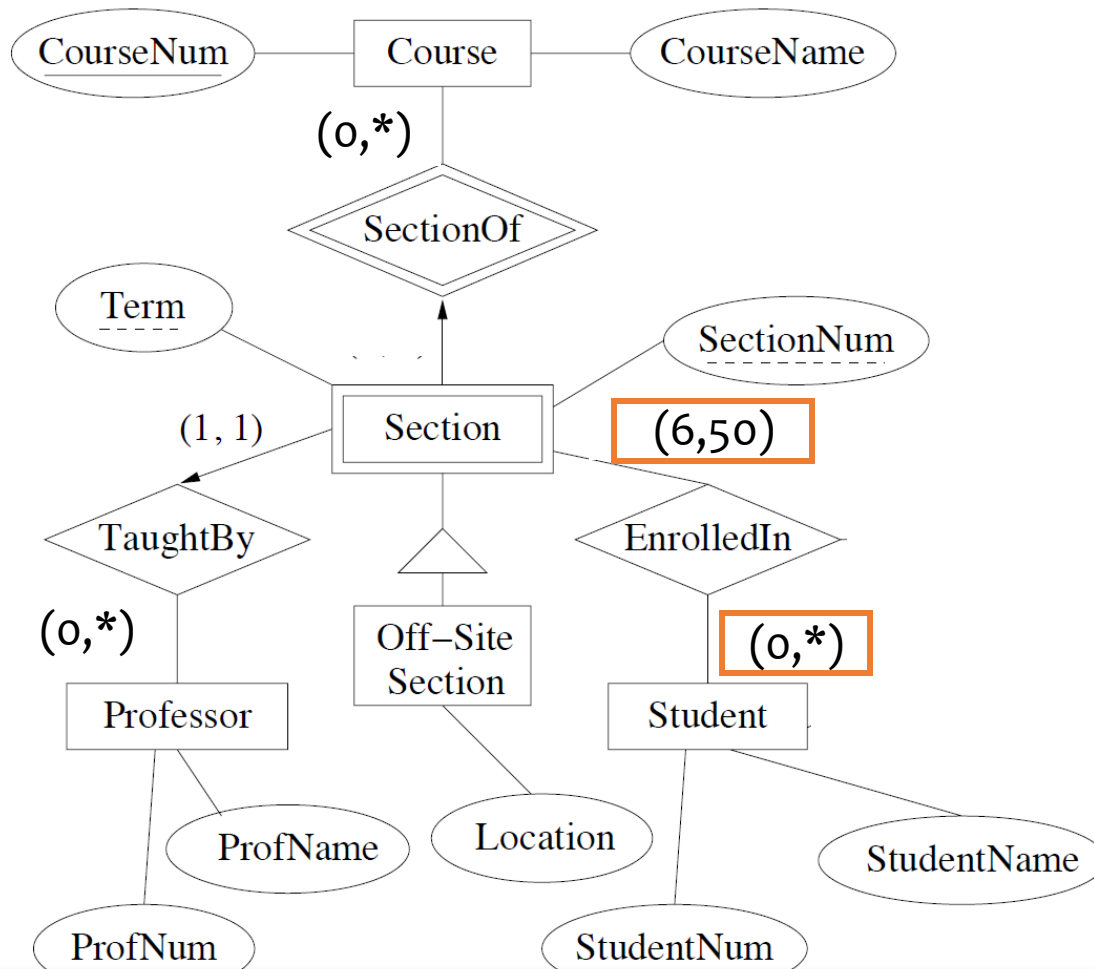 CourseNum
Course
CourseName
(0,*)
SectionOf
Term
SectionNum
(1, 1)
Section
(6,50)
TaughtBy
EnrolledIn
(0,*)
Off-Site
Section
(0,*)
Professor
Student
ProfName
Location
StudentName
ProfNum
StudentNum